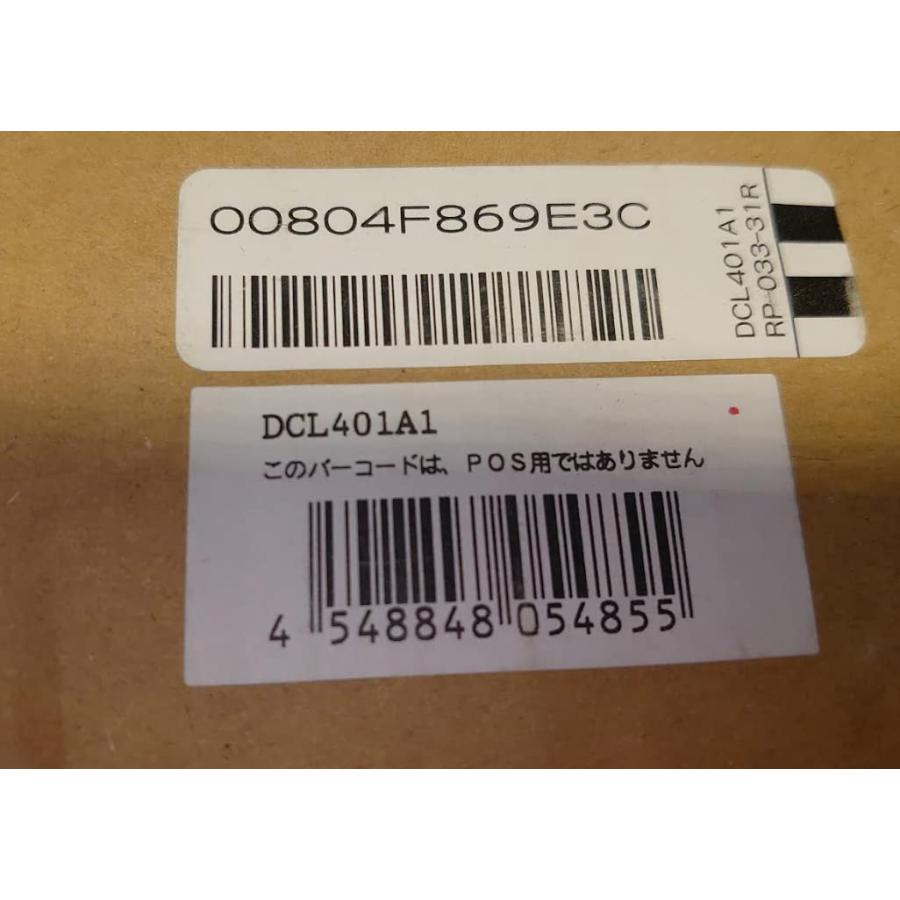 00804F869E3C
DCL401A1
RP-033-31R
DCL401A1
このバーコードは、POS用ではありません
4 548848 054855